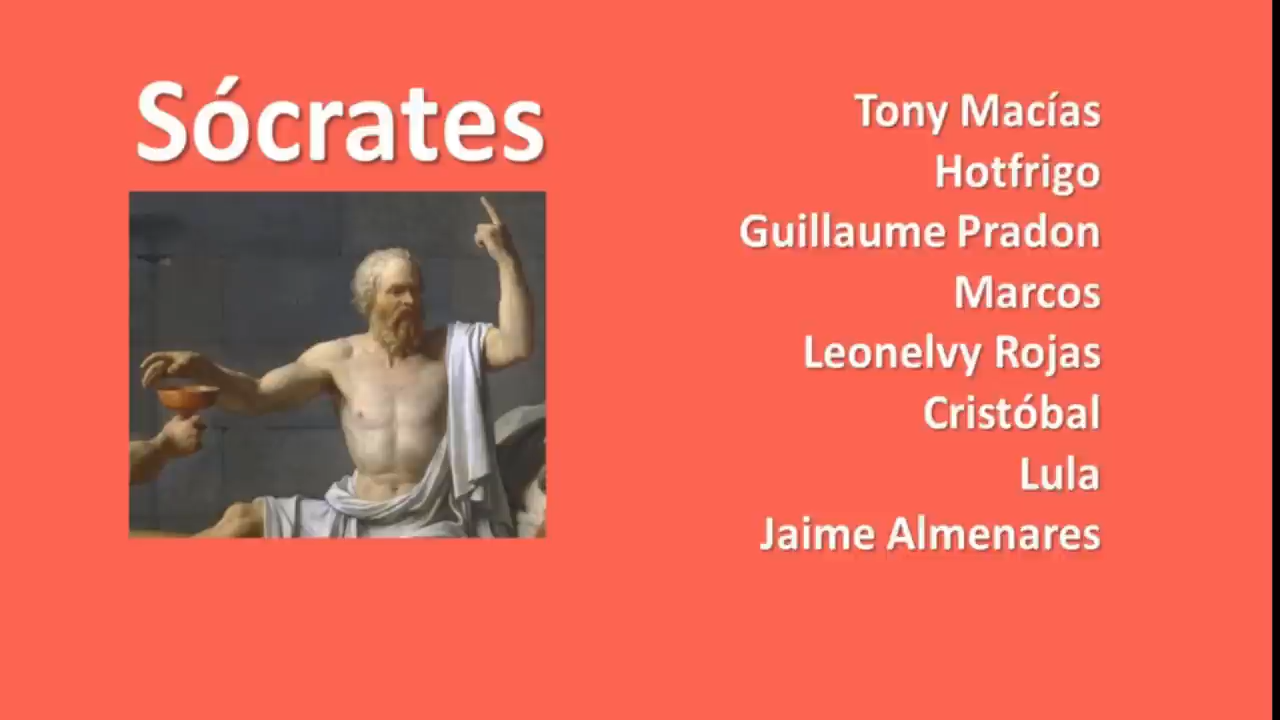 Sócrates
Tony Macías
Hotfrigo
Guillaume Pradon
Marcos
Leonelvy Rojas
Cristóbal
Lula
Jaime Almenares